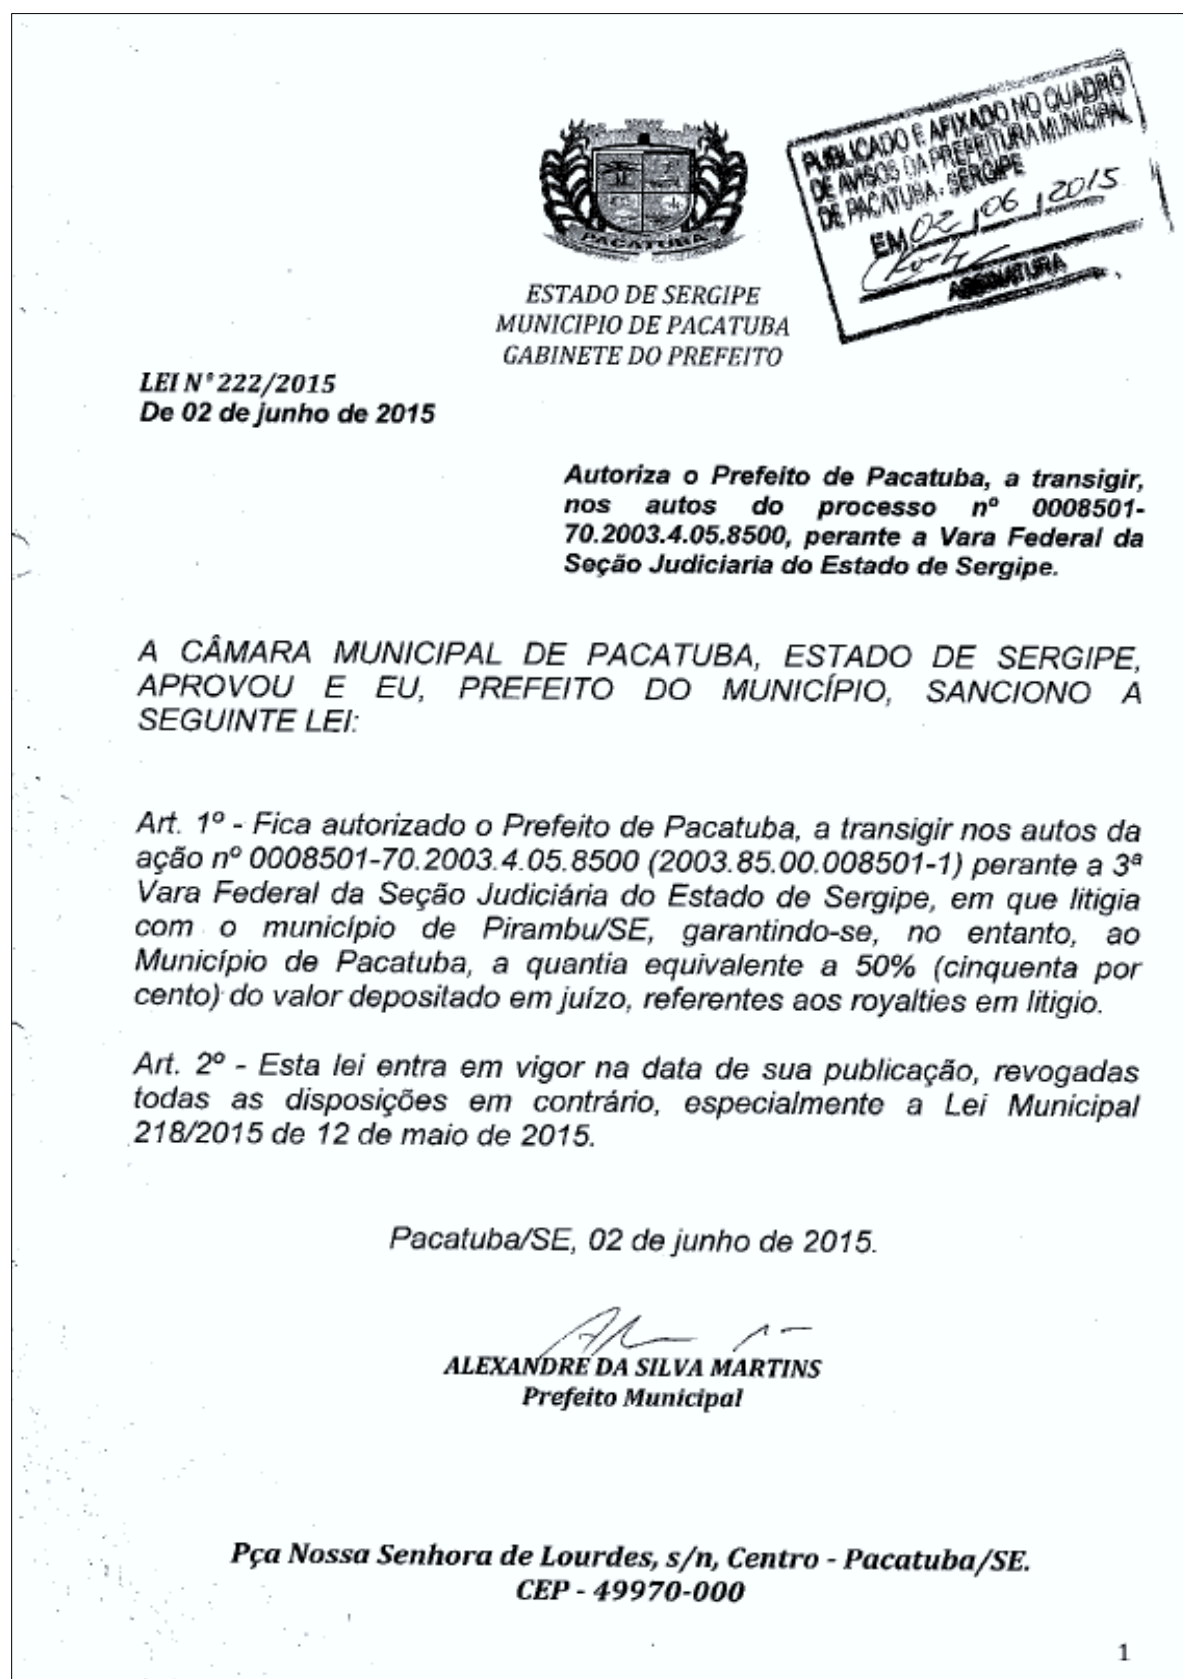 PUBLICADO E AFIXADO NO QUADRO
DE AVISOS DA PREFEITURA MUNICIPAL
DE PACATUBA - SERGIPE
EM 02 / 06 / 2015
ASSINATURA
PACATUBA
ESTADO DE SERGIPE
MUNICIPIO DE PACATUBA
GABINETE DO PREFEITO
LEI Nº 222/2015
De 02 de junho de 2015
Autoriza o Prefeito de Pacatuba, a transigir,
nos autos do processo nº 0008501-
70.2003.4.05.8500, perante a Vara Federal da
Seção Judiciaria do Estado de Sergipe.
A CÂMARA MUNICIPAL DE PACATUBA, ESTADO DE SERGIPE,
APROVOU E EU, PREFEITO DO MUNICÍPIO, SANCIONO A
SEGUINTE LEI:
Art. 1º - Fica autorizado o Prefeito de Pacatuba, a transigir nos autos da
ação nº 0008501-70.2003.4.05.8500 (2003.85.00.008501-1) perante a 3ª
Vara Federal da Seção Judiciária do Estado de Sergipe, em que litigia
com o município de Pirambu/SE, garantindo-se, no entanto, ao
Município de Pacatuba, a quantia equivalente a 50% (cinquenta por
cento) do valor depositado em juízo, referentes aos royalties em litigio.
Art. 2º - Esta lei entra em vigor na data de sua publicação, revogadas
todas as disposições em contrário, especialmente a Lei Municipal
218/2015 de 12 de maio de 2015.
Pacatuba/SE, 02 de junho de 2015.
ALEXANDRE DA SILVA MARTINS
Prefeito Municipal
Pça Nossa Senhora de Lourdes, s/n, Centro - Pacatuba/SE.
CEP - 49970-000
1